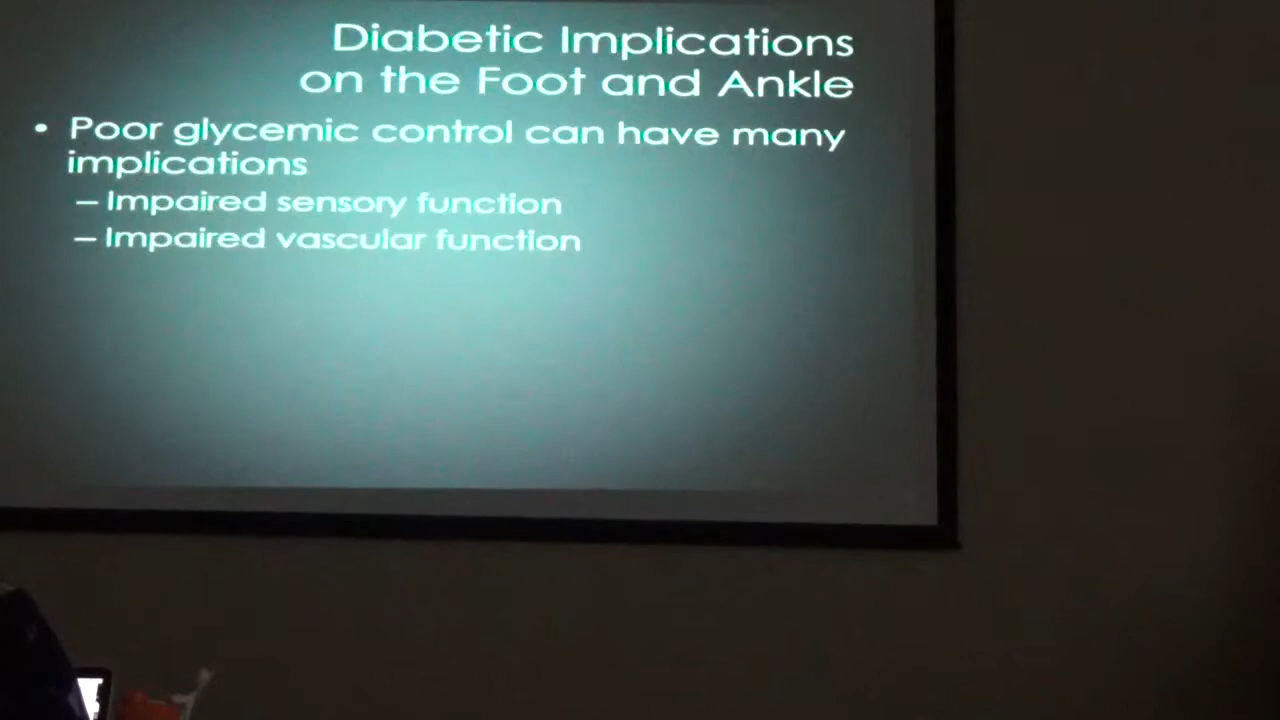 Diabetic Implications
on the Foot and Ankle
• Poor glycemic control can have many
implications
– Impaired sensory function
– Impaired vascular function